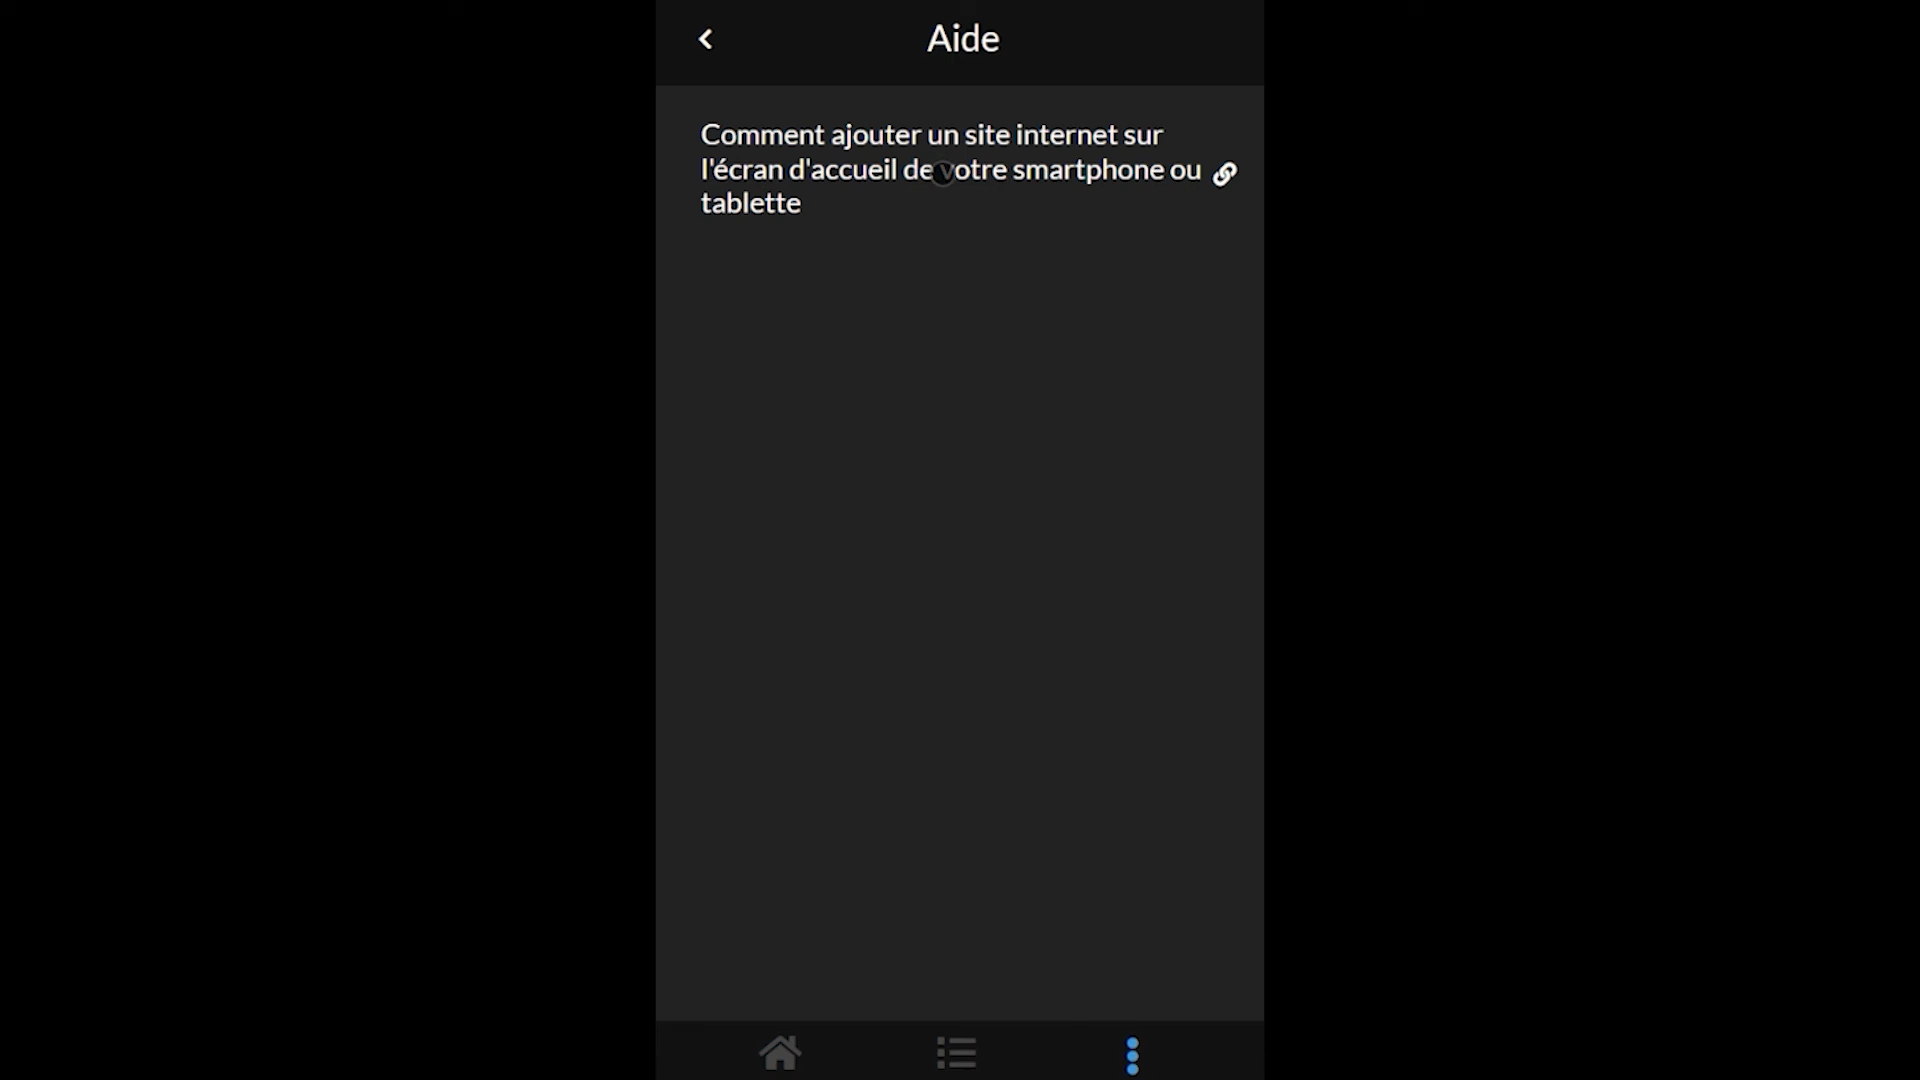 Aide
Comment ajouter un site internet sur
l'écran d'accueil de votre smartphone ou
tablette